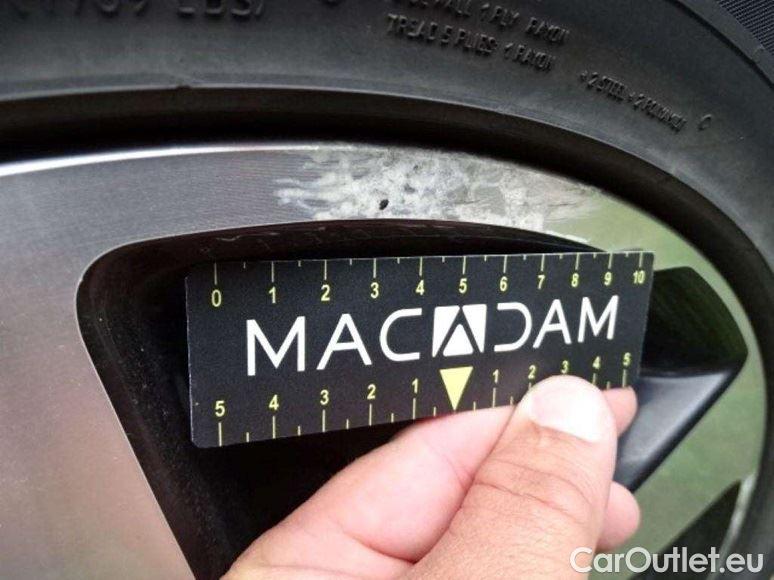 TREAD 5 PLIES: 1 RAYON
0 1 2 3 4 5 6 7 8 9 10
MACADAM
5 4 3 2 1 1 2 3 4 5
CarOutlet.eu